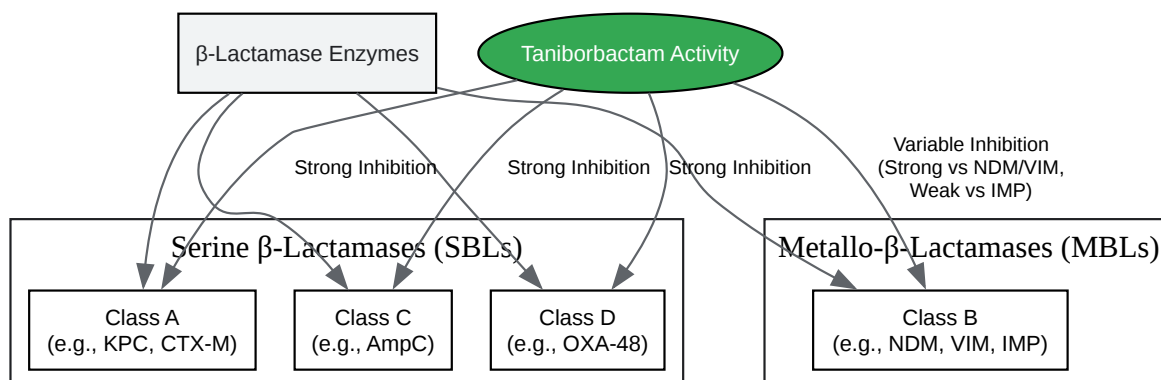 β-Lactamase Enzymes
Taniborbactam Activity
Strong Inhibition
Strong Inhibition
Strong Inhibition
Variable Inhibition
(Strong vs NDM/VIM,
Weak vs IMP)
Serine β-Lactamases (SBLs)
Metallo-β-Lactamases (MBLs)
Class A
(e.g., KPC, CTX-M)
Class C
(e.g., AmpC)
Class D
(e.g., OXA-48)
Class B
(e.g., NDM, VIM, IMP)